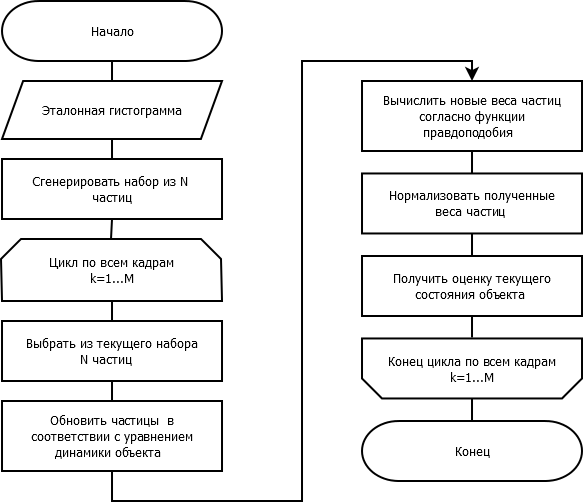 Начало
Эталонная гистограмма
Сгенерировать набор из N
частиц
Цикл по всем кадрам
k=1...M
Выбрать из текущего набора
N частиц
Обновить частицы в
соответствии с уравнением
динамики объекта
Вычислить новые веса частиц
согласно функции
правдоподобия
Нормализовать полученные
веса частиц
Получить оценку текущего
состояния объекта
Конец цикла по всем кадрам
k=1...M
Конец